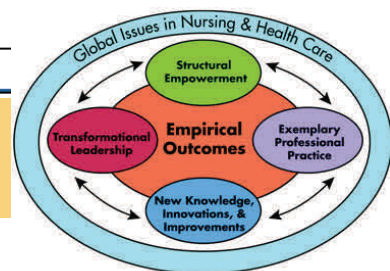 Global Issues in Nursing & Health Care
Structural
Empowerment
Transformational
Leadership
Empirical
Outcomes
Exemplary
Professional
Practice
New Knowledge,
Innovations, &
Improvements